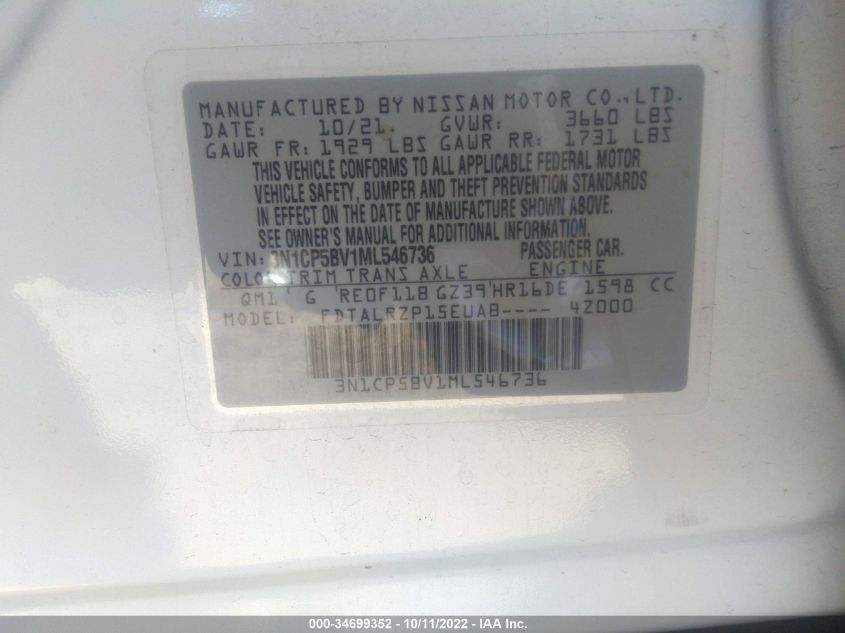 MANUFACTURED BY NISSAN MOTOR CO., LTD.
DATE: 10/21 GVWR: 3660 LBS
GAWR FR: 1929 LBS GAWR RR: 1731 LBS
THIS VEHICLE CONFORMS TO ALL APPLICABLE FEDERAL MOTOR
VEHICLE SAFETY, BUMPER AND THEFT PREVENTION STANDARDS
IN EFFECT ON THE DATE OF MANUFACTURE SHOWN ABOVE.
SEE OWNER'S MANUAL FOR ADDITIONAL INFORMATION.
VIN: 3N1CP5BV1ML546736 PASSENGER CAR.
COLOR TRIM TRANS AXLE ENGINE
QM1 G RE0F11B GZ39 HR16DE 1598 CC
MODEL: FDTALRZP15EUAB---- 4Z000
3N1CP5BV1ML546736
000-34699352 - 10/11/2022 - IAA Inc.